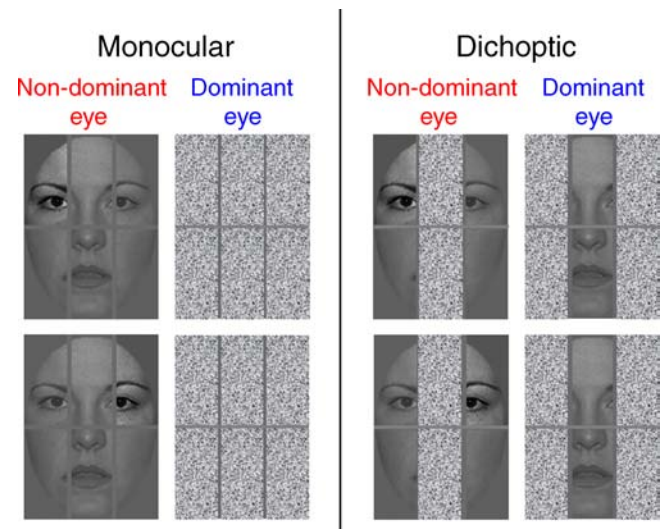 Monocular
Non-dominant eye
Dominant eye
Dichoptic
Non-dominant eye
Dominant eye